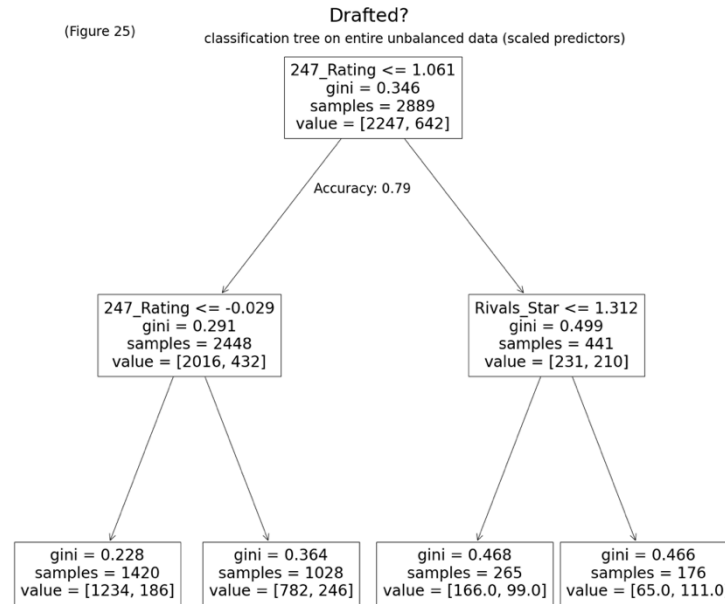 Drafted?
(Figure 25)
classification tree on entire unbalanced data (scaled predictors)
247_Rating <= 1.061
gini = 0.346
samples = 2889
value = [2247, 642]
Accuracy: 0.79
247_Rating <= -0.029
gini = 0.291
samples = 2448
value = [2016, 432]
Rivals_Star <= 1.312
gini = 0.499
samples = 441
value = [231, 210]
gini = 0.228
samples = 1420
value = [1234, 186]
gini = 0.364
samples = 1028
value = [782, 246]
gini = 0.468
samples = 265
value = [166.0, 99.0]
gini = 0.466
samples = 176
value = [65.0, 111.0